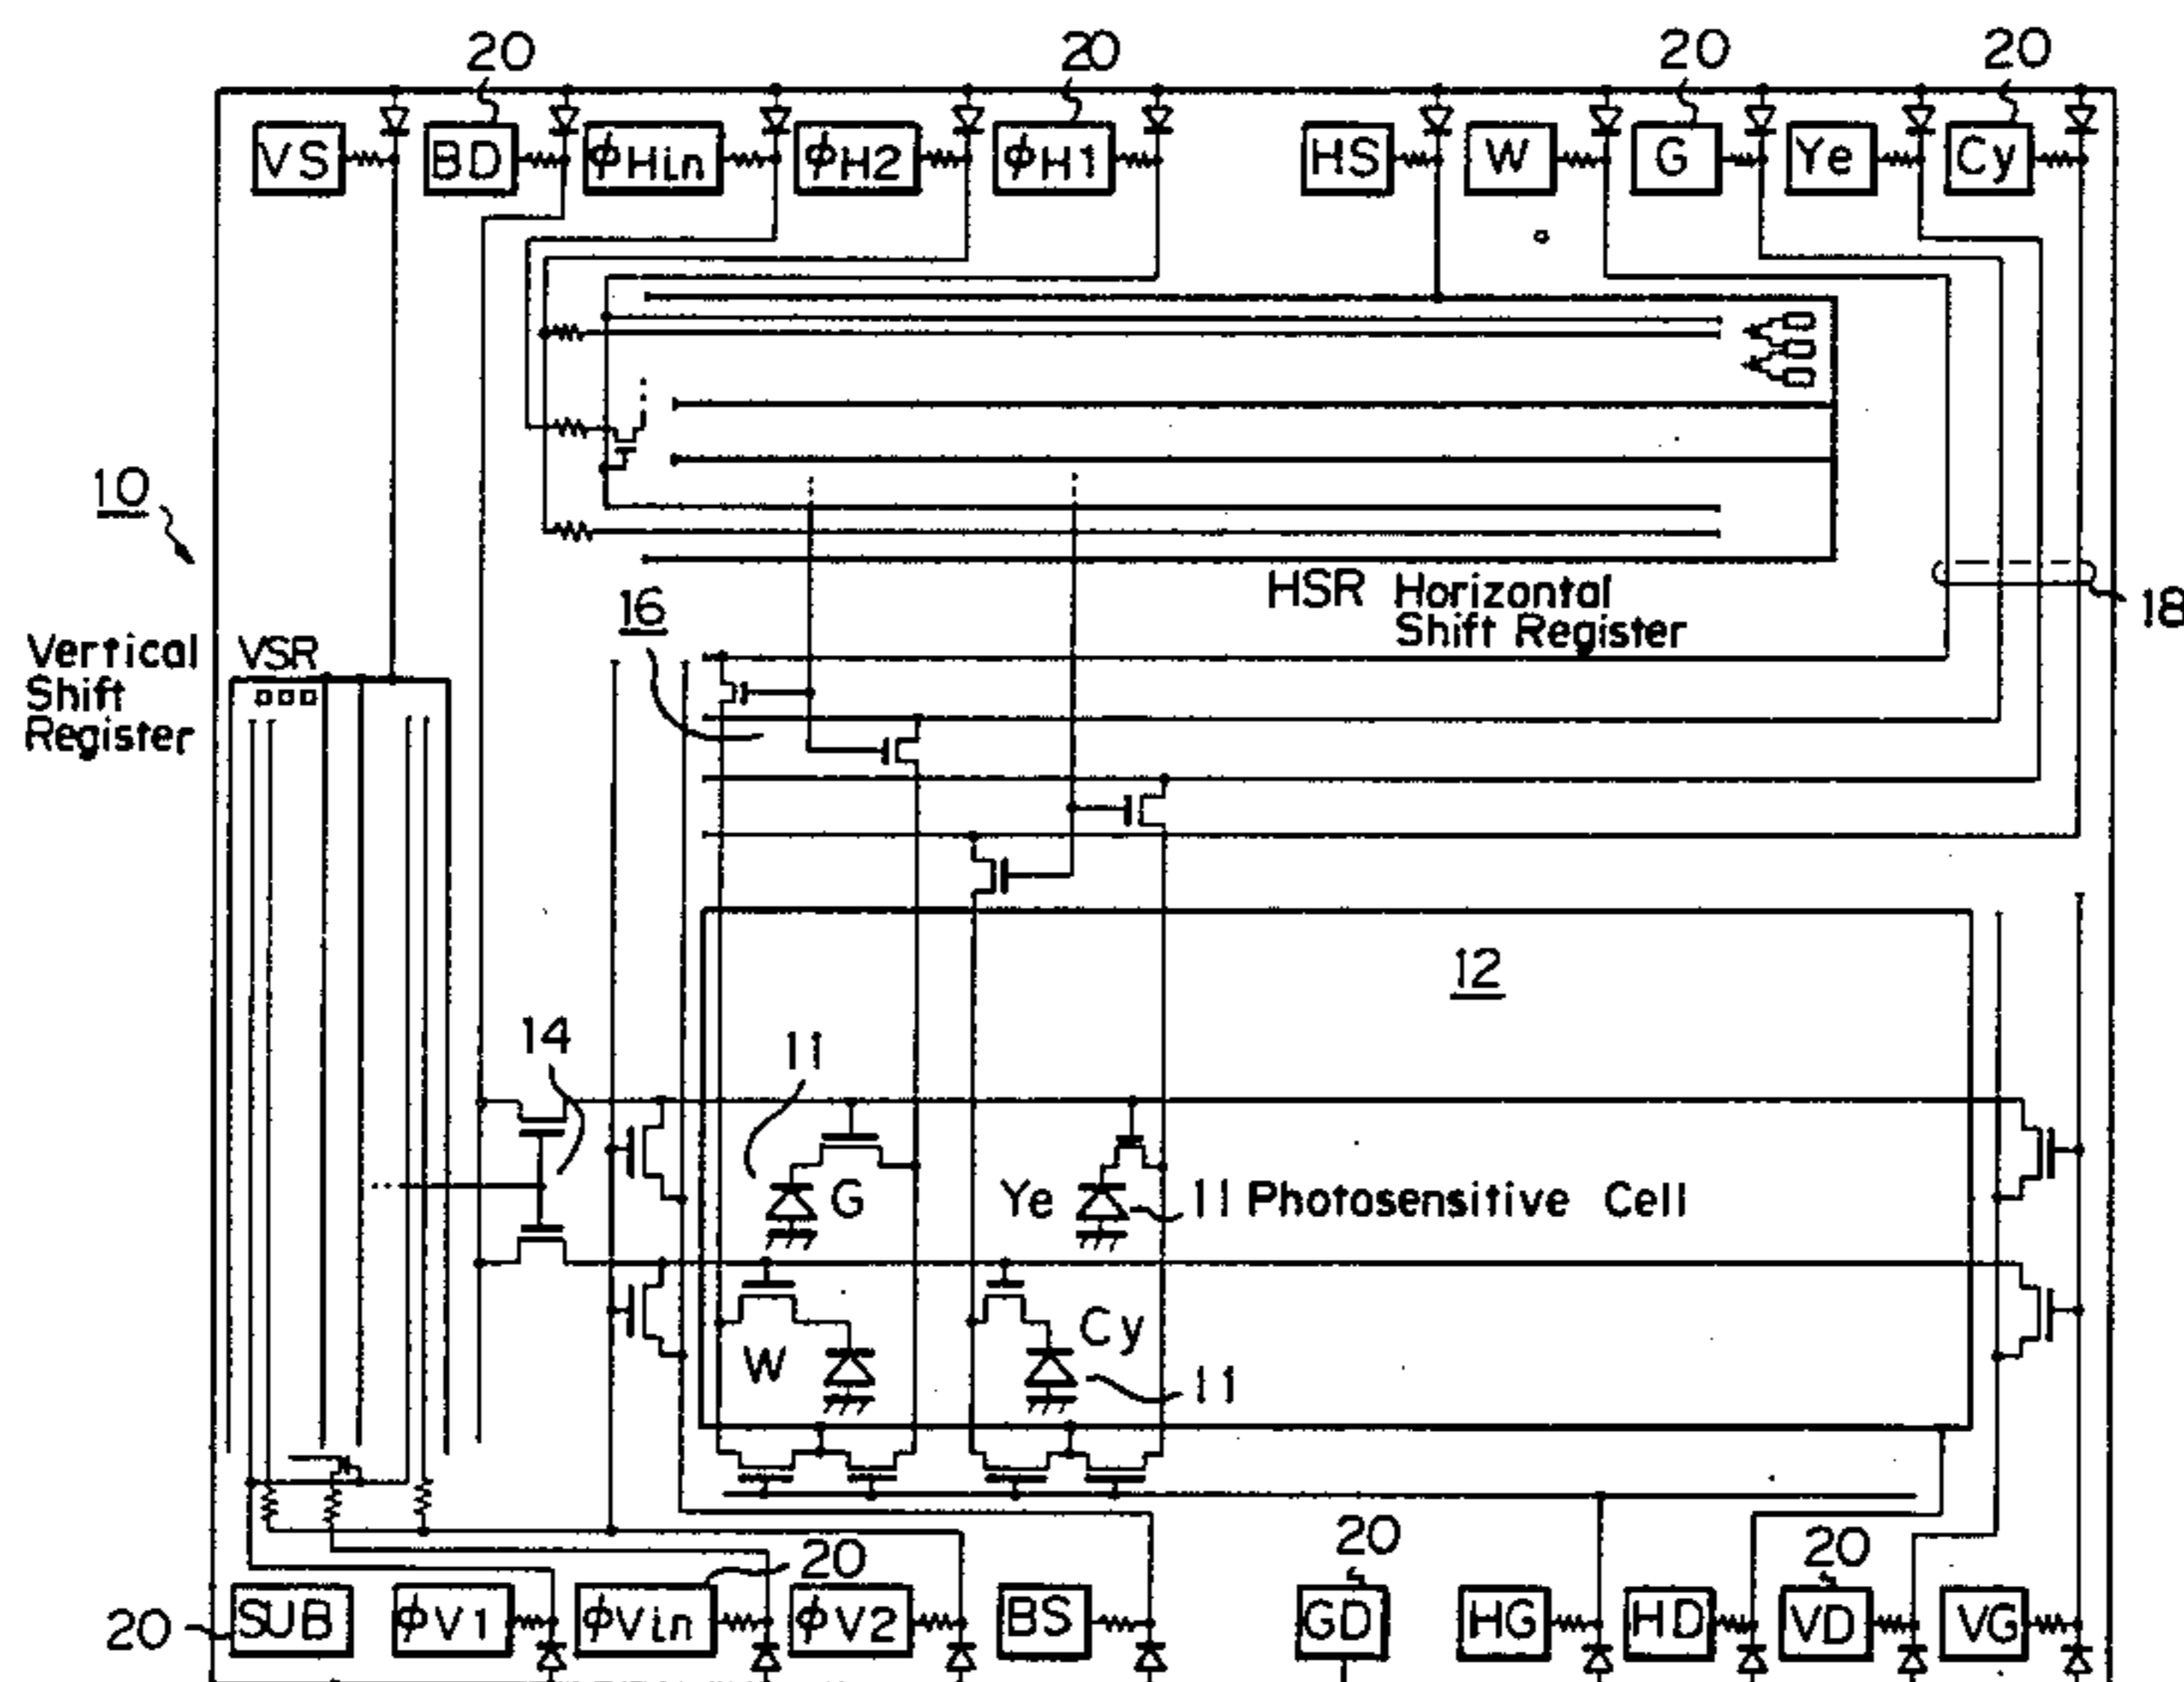 20 20 20 20
VS BD ϕHin ϕH2 ϕH1 HS W G Ye Cy
10
HSR Horizontal
Shift Register
18
16
Vertical
Shift
Register
VSR
12
14
11
G
Ye
11 Photosensitive Cell
W
Cy
11
20
20
20
20
SUB ϕV1 ϕVin ϕV2 BS GD HG HD VD VG